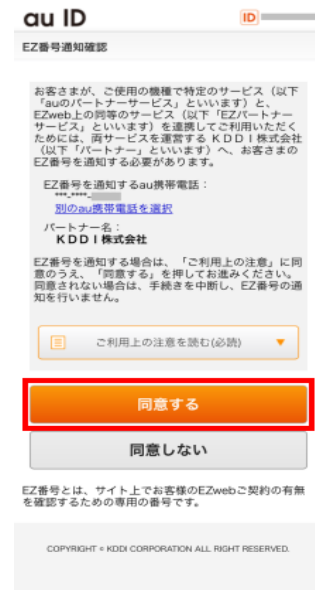 au ID
ID
EZ番号通知確認
お客さまが、ご使用の機種で特定のサービス（以下
「auのパートナーサービス」といいます）と、
EZweb上の同等のサービス（以下「EZパートナー
サービス」といいます）を連携してご利用いただく
ためには、両サービスを運営するＫＤＤＩ株式会社
（以下「パートナー」といいます）へ、お客さまの
EZ番号を通知する必要があります。
EZ番号を通知するau携帯電話：
***-****-
別のau携帯電話を選択
パートナー名：
ＫＤＤＩ株式会社
EZ番号を通知する場合は、「ご利用上の注意」に同
意のうえ、「同意する」を押してお進みください。
同意されない場合は、手続きを中断し、EZ番号の通
知を行いません。
ご利用上の注意を読む(必読) ▼
同意する
同意しない
EZ番号とは、サイト上でお客様のEZwebご契約の有無
を確認するための専用の番号です。
COPYRIGHT © KDDI CORPORATION ALL RIGHT RESERVED.